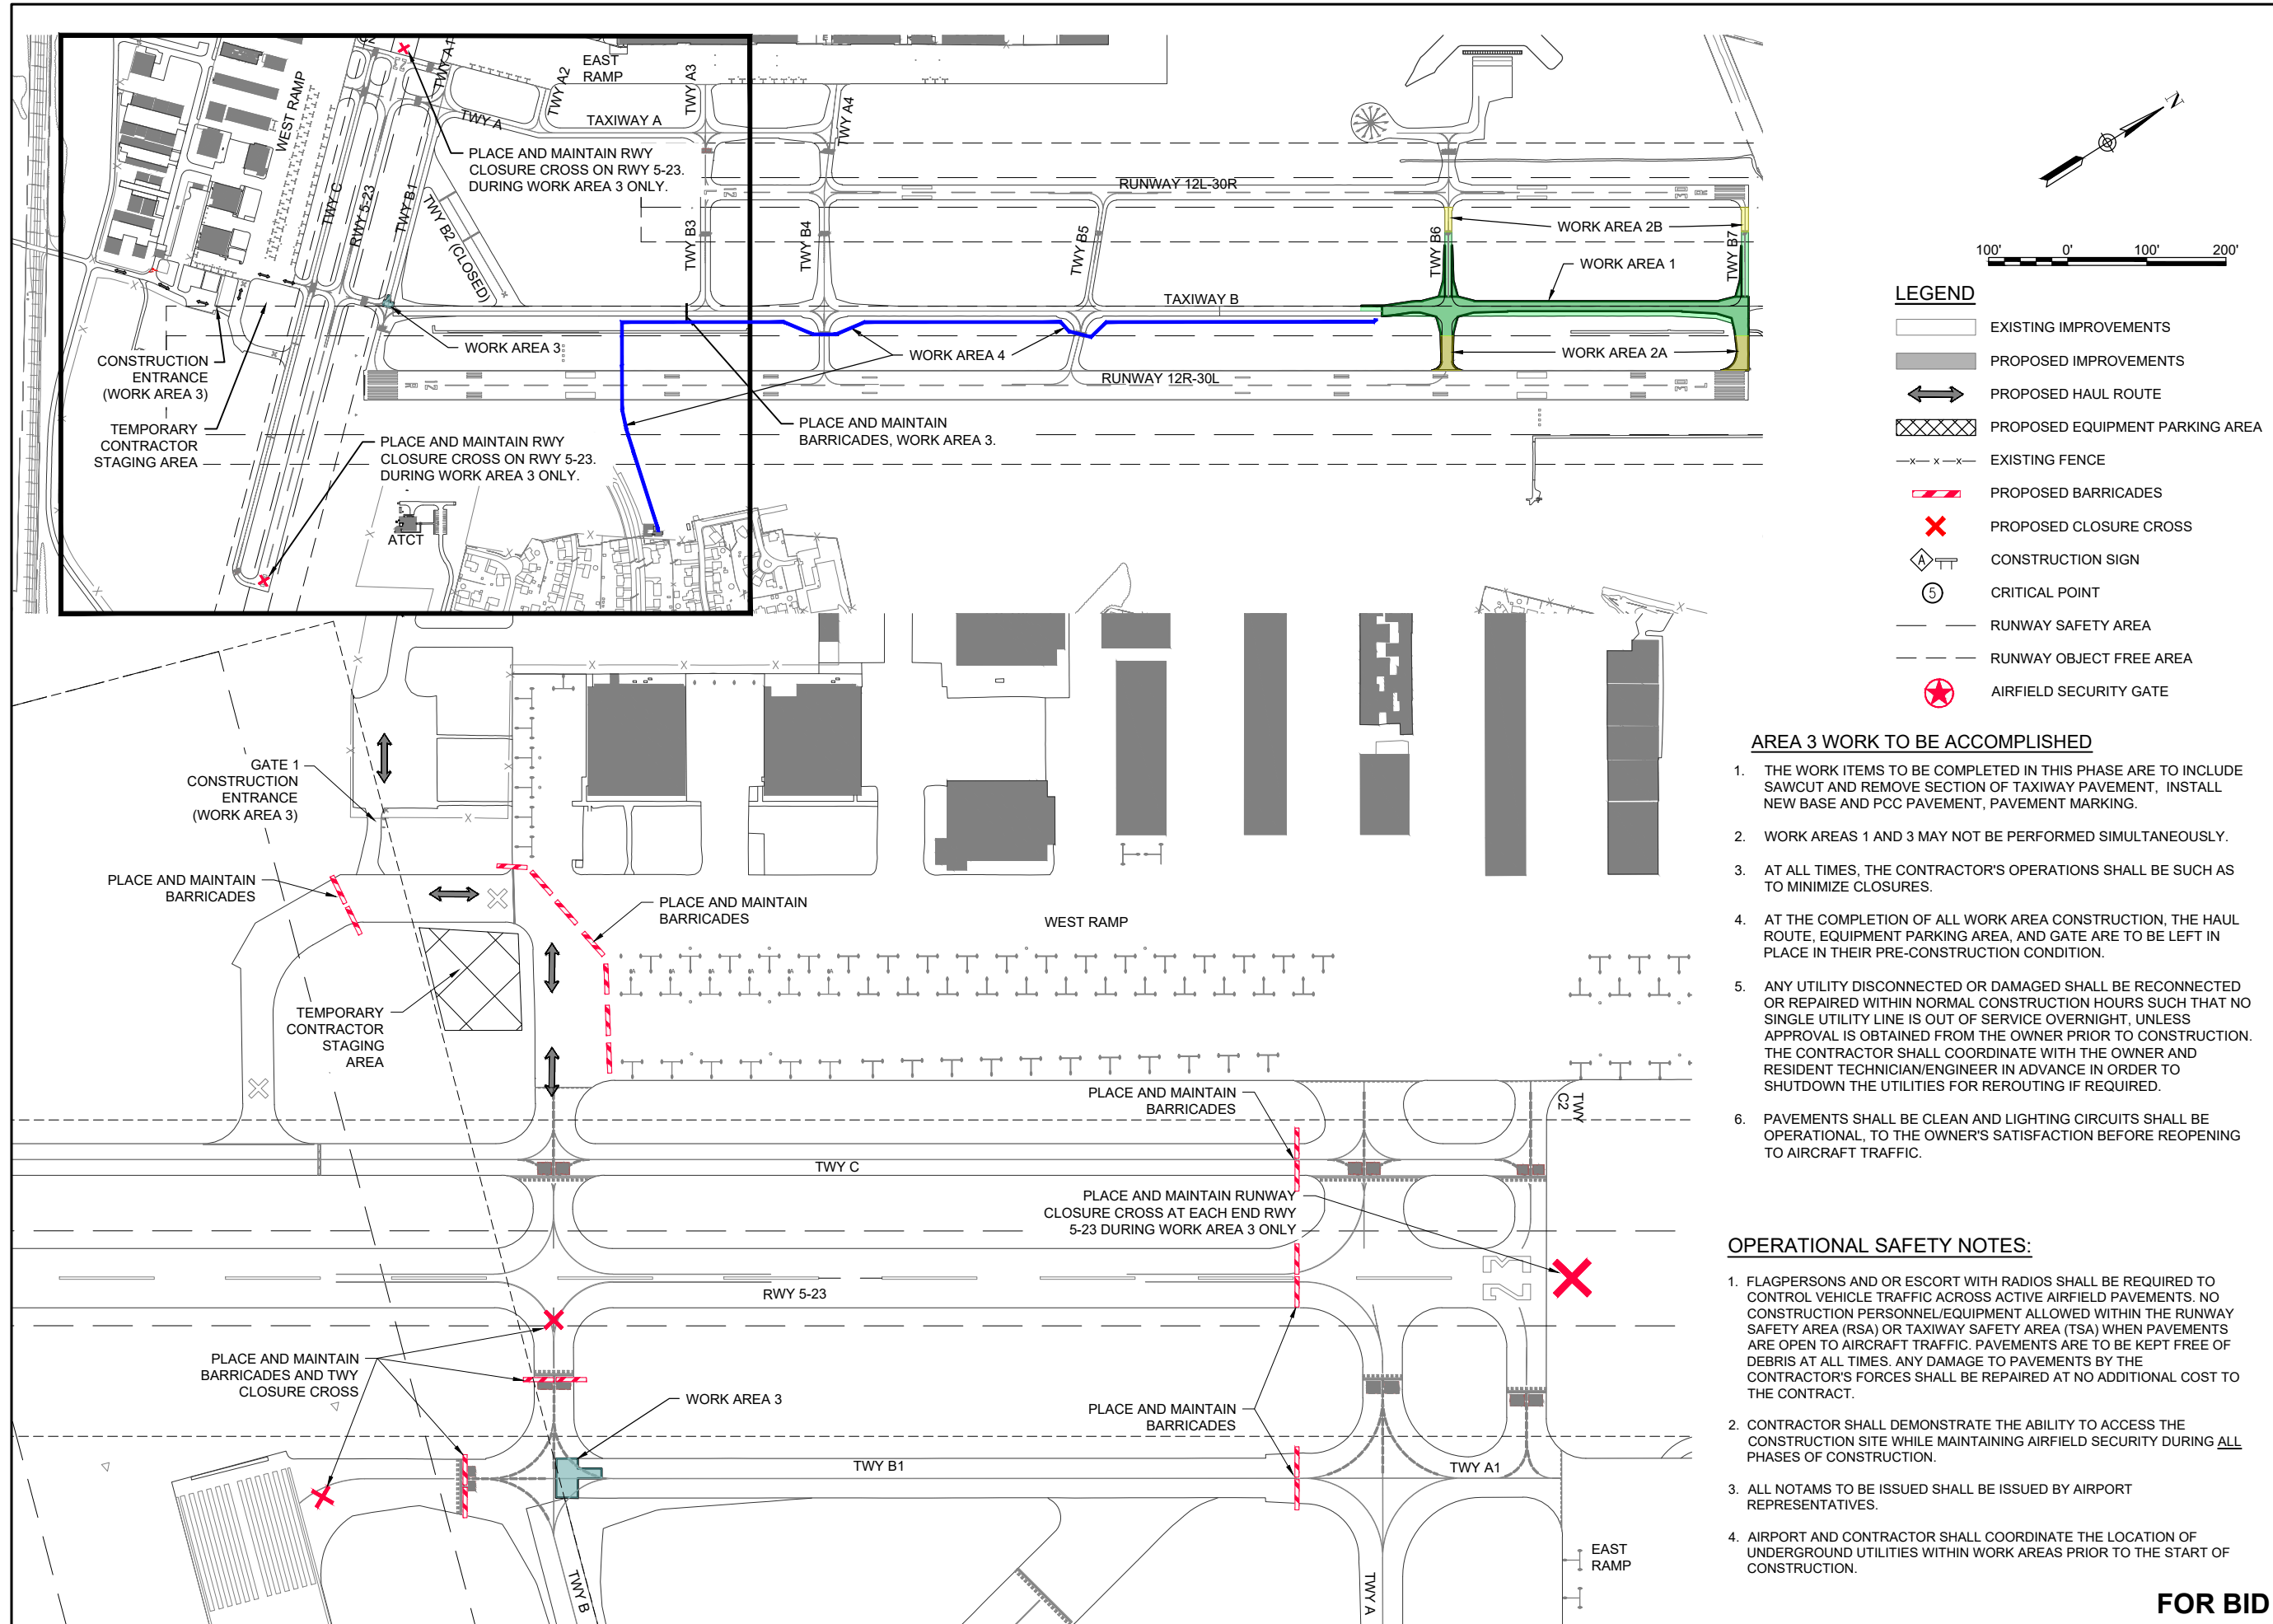 EAST
RAMP
TWY A1
TWY A2
TWY A3
TWY A4
WEST RAMP
TWY A
TAXIWAY A
PLACE AND MAINTAIN RWY
CLOSURE CROSS ON RWY 5-23.
DURING WORK AREA 3 ONLY.
TWY C
RWY 5-23
TWY B1
TWY B2 (CLOSED)
TWY B3
TWY B4
TWY B5
TWY B6
TWY B7
RUNWAY 12L-30R
WORK AREA 2B
WORK AREA 1
TAXIWAY B
WORK AREA 3
WORK AREA 4
WORK AREA 2A
RUNWAY 12R-30L
CONSTRUCTION
ENTRANCE
(WORK AREA 3)
TEMPORARY
CONTRACTOR
STAGING AREA
PLACE AND MAINTAIN RWY
CLOSURE CROSS ON RWY 5-23.
DURING WORK AREA 3 ONLY.
PLACE AND MAINTAIN
BARRICADES, WORK AREA 3.
ATCT
N
100' 0' 100' 200'
LEGEND
EXISTING IMPROVEMENTS
PROPOSED IMPROVEMENTS
PROPOSED HAUL ROUTE
PROPOSED EQUIPMENT PARKING AREA
EXISTING FENCE
PROPOSED BARRICADES
PROPOSED CLOSURE CROSS
A CONSTRUCTION SIGN
5 CRITICAL POINT
RUNWAY SAFETY AREA
RUNWAY OBJECT FREE AREA
AIRFIELD SECURITY GATE
GATE 1
CONSTRUCTION
ENTRANCE
(WORK AREA 3)
PLACE AND MAINTAIN
BARRICADES
PLACE AND MAINTAIN
BARRICADES
WEST RAMP
TEMPORARY
CONTRACTOR
STAGING
AREA
PLACE AND MAINTAIN
BARRICADES
TWY
C2
TWY C
PLACE AND MAINTAIN RUNWAY
CLOSURE CROSS AT EACH END RWY
5-23 DURING WORK AREA 3 ONLY
23
RWY 5-23
PLACE AND MAINTAIN
BARRICADES AND TWY
CLOSURE CROSS
WORK AREA 3
PLACE AND MAINTAIN
BARRICADES
TWY B1
TWY A1
TWY B
TWY A
EAST
RAMP
AREA 3 WORK TO BE ACCOMPLISHED
1. THE WORK ITEMS TO BE COMPLETED IN THIS PHASE ARE TO INCLUDE
SAWCUT AND REMOVE SECTION OF TAXIWAY PAVEMENT, INSTALL
NEW BASE AND PCC PAVEMENT, PAVEMENT MARKING.
2. WORK AREAS 1 AND 3 MAY NOT BE PERFORMED SIMULTANEOUSLY.
3. AT ALL TIMES, THE CONTRACTOR'S OPERATIONS SHALL BE SUCH AS
TO MINIMIZE CLOSURES.
4. AT THE COMPLETION OF ALL WORK AREA CONSTRUCTION, THE HAUL
ROUTE, EQUIPMENT PARKING AREA, AND GATE ARE TO BE LEFT IN
PLACE IN THEIR PRE-CONSTRUCTION CONDITION.
5. ANY UTILITY DISCONNECTED OR DAMAGED SHALL BE RECONNECTED
OR REPAIRED WITHIN NORMAL CONSTRUCTION HOURS SUCH THAT NO
SINGLE UTILITY LINE IS OUT OF SERVICE OVERNIGHT, UNLESS
APPROVAL IS OBTAINED FROM THE OWNER PRIOR TO CONSTRUCTION.
THE CONTRACTOR SHALL COORDINATE WITH THE OWNER AND
RESIDENT TECHNICIAN/ENGINEER IN ADVANCE IN ORDER TO
SHUTDOWN THE UTILITIES FOR REROUTING IF REQUIRED.
6. PAVEMENTS SHALL BE CLEAN AND LIGHTING CIRCUITS SHALL BE
OPERATIONAL, TO THE OWNER'S SATISFACTION BEFORE REOPENING
TO AIRCRAFT TRAFFIC.
OPERATIONAL SAFETY NOTES:
1. FLAGPERSONS AND OR ESCORT WITH RADIOS SHALL BE REQUIRED TO
CONTROL VEHICLE TRAFFIC ACROSS ACTIVE AIRFIELD PAVEMENTS. NO
CONSTRUCTION PERSONNEL/EQUIPMENT ALLOWED WITHIN THE RUNWAY
SAFETY AREA (RSA) OR TAXIWAY SAFETY AREA (TSA) WHEN PAVEMENTS
ARE OPEN TO AIRCRAFT TRAFFIC. PAVEMENTS ARE TO BE KEPT FREE OF
DEBRIS AT ALL TIMES. ANY DAMAGE TO PAVEMENTS BY THE
CONTRACTOR'S FORCES SHALL BE REPAIRED AT NO ADDITIONAL COST TO
THE CONTRACT.
2. CONTRACTOR SHALL DEMONSTRATE THE ABILITY TO ACCESS THE
CONSTRUCTION SITE WHILE MAINTAINING AIRFIELD SECURITY DURING ALL
PHASES OF CONSTRUCTION.
3. ALL NOTAMS TO BE ISSUED SHALL BE ISSUED BY AIRPORT
REPRESENTATIVES.
4. AIRPORT AND CONTRACTOR SHALL COORDINATE THE LOCATION OF
UNDERGROUND UTILITIES WITHIN WORK AREAS PRIOR TO THE START OF
CONSTRUCTION.
FOR BID